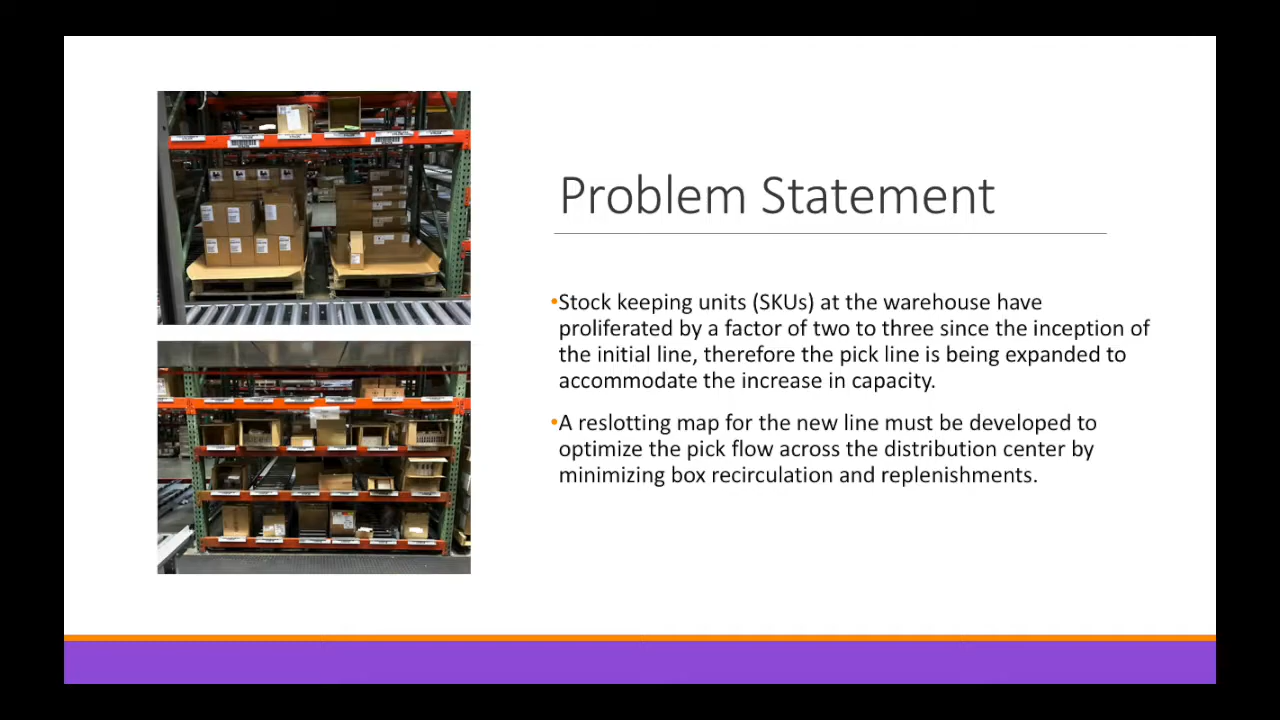 Problem Statement
•Stock keeping units (SKUs) at the warehouse have
proliferated by a factor of two to three since the inception of
the initial line, therefore the pick line is being expanded to
accommodate the increase in capacity.
•A reslotting map for the new line must be developed to
optimize the pick flow across the distribution center by
minimizing box recirculation and replenishments.